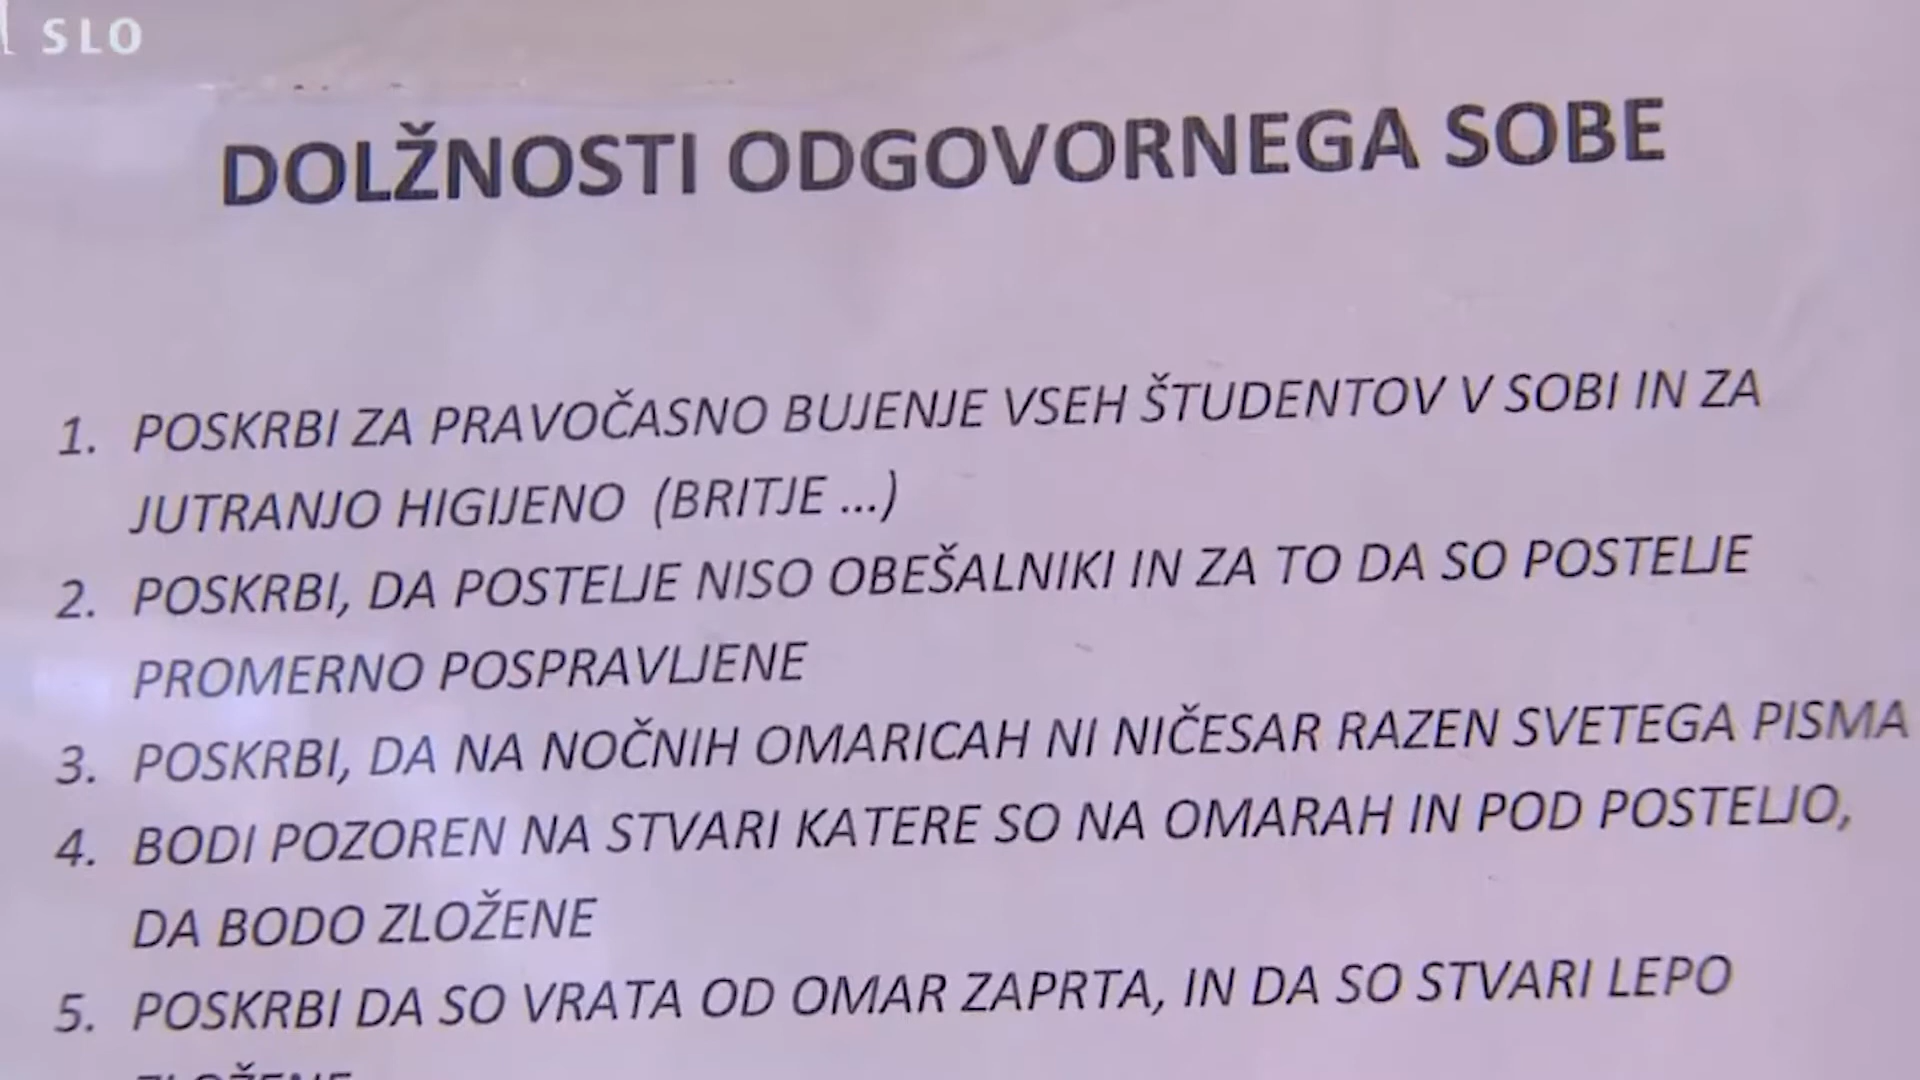 SLO
DOLŽNOSTI ODGOVORNEGA SOBE
1. POSKRBI ZA PRAVOČASNO BUJENJE VSEH ŠTUDENTOV V SOBI IN ZA
JUTRANJO HIGIJENO (BRITJE ...)
2. POSKRBI, DA POSTELJE NISO OBEŠALNIKI IN ZA TO DA SO POSTELJE
PROMERNO POSPRAVLJENE
3. POSKRBI, DA NA NOČNIH OMARICAH NI NIČESAR RAZEN SVETEGA PISMA
4. BODI POZOREN NA STVARI KATERE SO NA OMARAH IN POD POSTELJO,
DA BODO ZLOŽENE
5. POSKRBI DA SO VRATA OD OMAR ZAPRTA, IN DA SO STVARI LEPO
ZLOŽENE